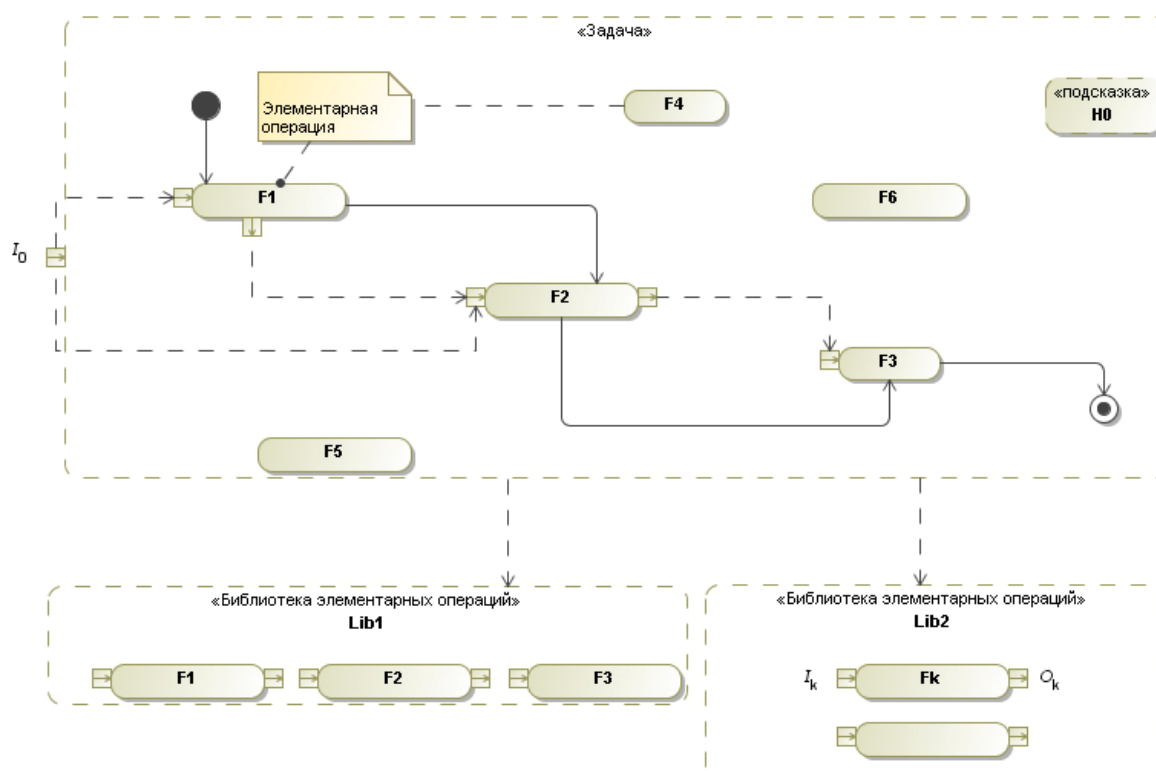 «Задача»
Элементарная
операция
F4
«подсказка»
H0
F1
F6
I0
F2
F3
F5
«Библиотека элементарных операций»
Lib1
F1
F2
F3
«Библиотека элементарных операций»
Lib2
Ik
Fk
Ok